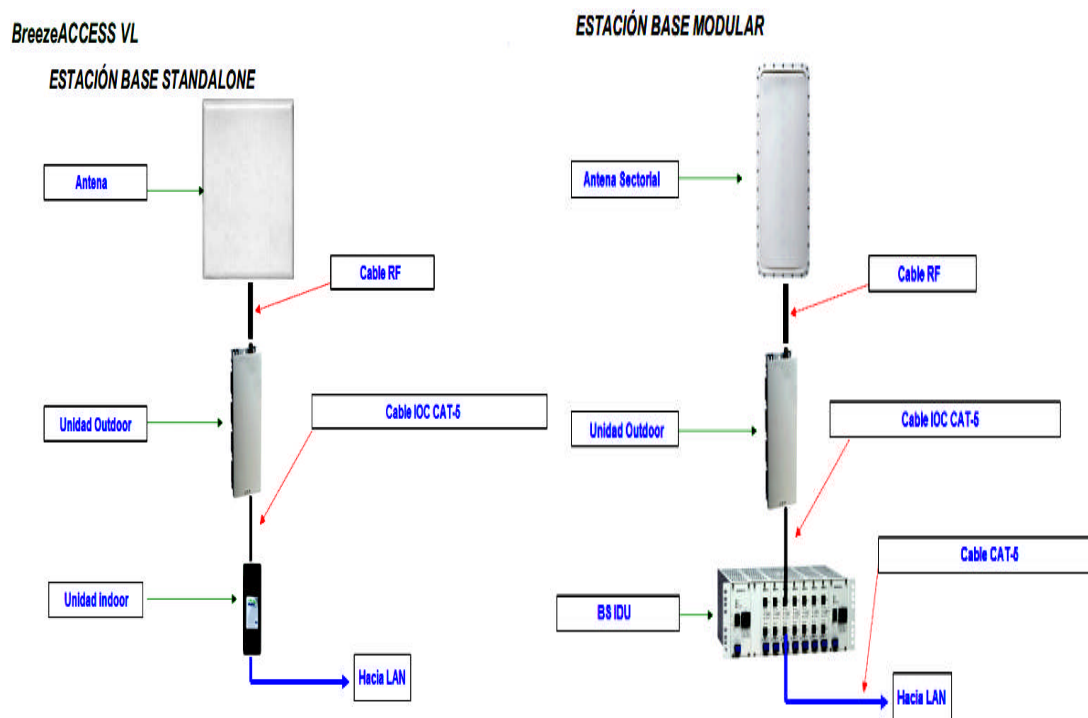 BreezeACCESS VL
ESTACIÓN BASE STANDALONE
Antena
Cable RF
Unidad Outdoor
Cable IOC CAT-5
Unidad Indoor
Hacia LAN
ESTACIÓN BASE MODULAR
Antena Sectorial
Cable RF
Unidad Outdoor
Cable IOC CAT-5
Cable CAT-5
BS IDU
Hacia LAN